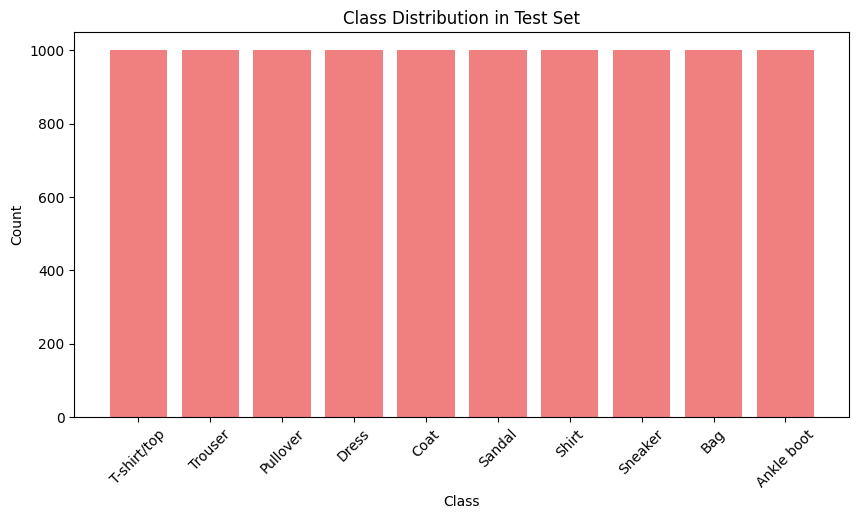 Class Distribution in Test Set
Count
1000
800
600
400
200
0
T-shirt/top
Trouser
Pullover
Dress
Coat
Sandal
Shirt
Sneaker
Bag
Ankle boot
Class